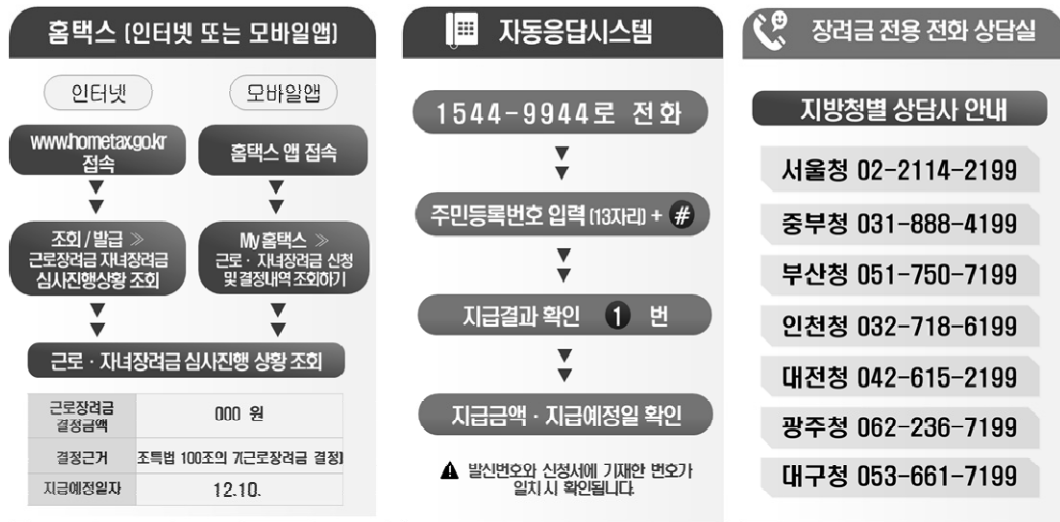 홈택스 (인터넷 또는 모바일앱)
인터넷
모바일앱
www.hometax.go.kr
접속
홈택스 앱 접속
조회 / 발급 ≫
근로장려금 자녀장려금
심사진행상황 조회
My 홈택스 ≫
근로 · 자녀장려금 신청
및 결정내역 조회하기
근로 · 자녀장려금 심사진행 상황 조회
근로장려금
결정금액
000 원
결정근거
조특법 100조의 7(근로장려금 결정)
지급예정일자
12.10.
자동응답시스템
1544-9944로 전화
주민등록번호 입력 (13자리) + #
지급결과 확인 1 번
지급금액 · 지급예정일 확인
발신번호와 신청서에 기재한 번호가
일치시 확인됩니다.
장려금 전용 전화 상담실
지방청별 상담사 안내
서울청 02-2114-2199
중부청 031-888-4199
부산청 051-750-7199
인천청 032-718-6199
대전청 042-615-2199
광주청 062-236-7199
대구청 053-661-7199